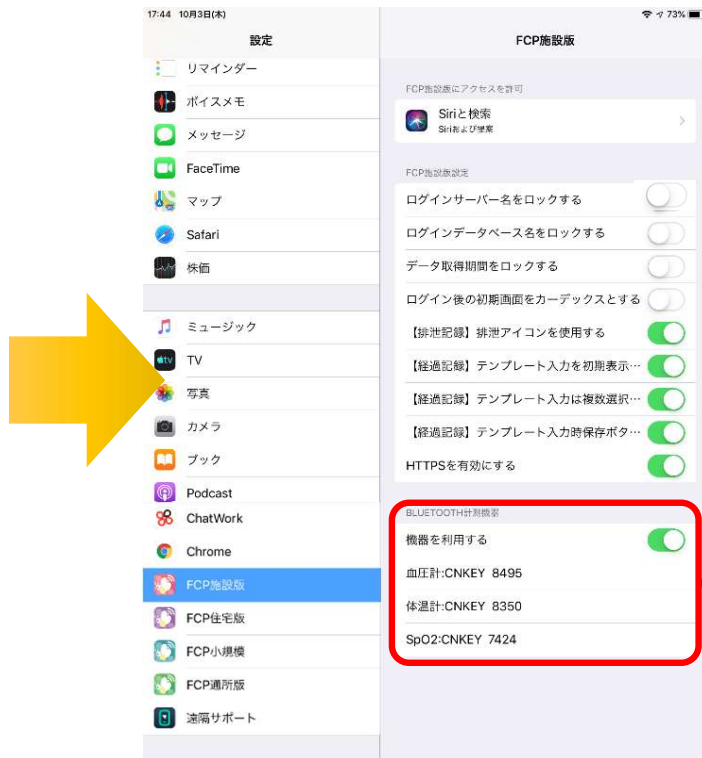 17:44 10月3日(木)
73%
設定
リマインダー
ボイスメモ
メッセージ
FaceTime
マップ
Safari
株価
ミュージック
tv
TV
写真
カメラ
ブック
Podcast
ChatWork
Chrome
FCP施設版
FCP住宅版
FCP小規模
FCP通所版
遠隔サポート
FCP施設版
FCP施設版にアクセスを許可
Siriと検索
Siriおよび提案
FCP施設版設定
ログインサーバー名をロックする
ログインデータベース名をロックする
データ取得期間をロックする
ログイン後の初期画面をカーデックスとする
【排泄記録】排泄アイコンを使用する
【経過記録】テンプレート入力を初期表示…
【経過記録】テンプレート入力は複数選択…
【経過記録】テンプレート入力時保存ボタ…
HTTPSを有効にする
BLUETOOTH計測機器
機器を利用する
血圧計:CNKEY 8495
体温計:CNKEY 8350
SpO2:CNKEY 7424